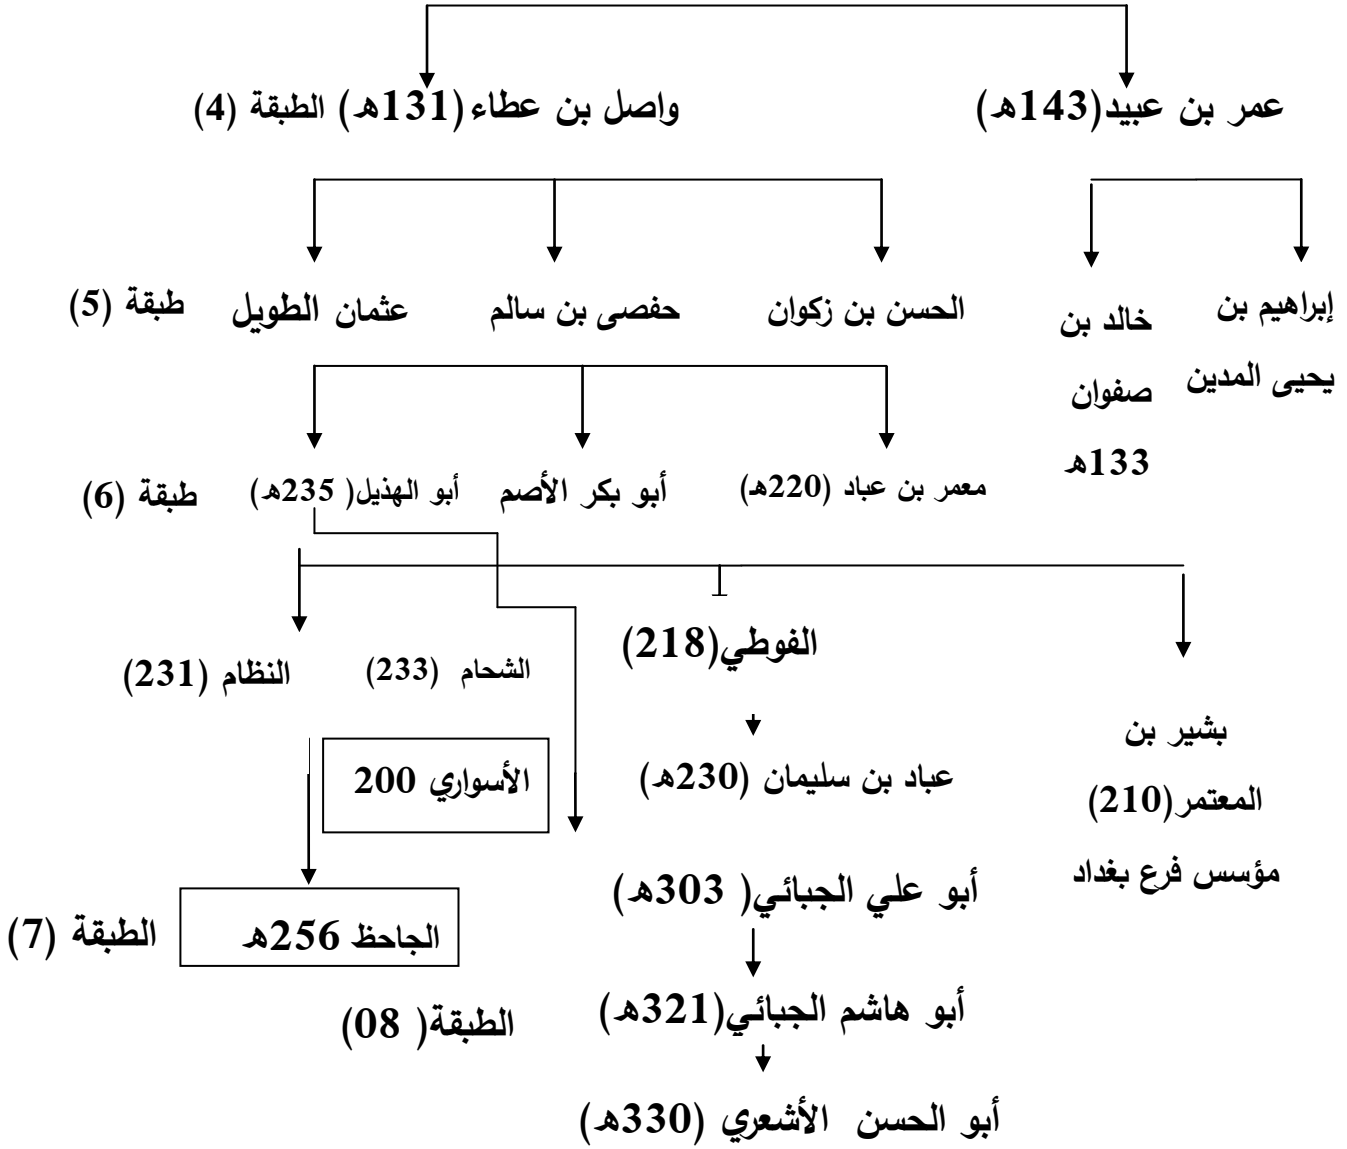 عمر بن عبيد(143هـ)
واصل بن عطاء(131هـ) الطبقة (4)
إبراهيم بن
يحيى المدين
خالد بن
صفوان
133هـ
الحسن بن زكوان
حفصى بن سالم
عثمان الطويل
طبقة (5)
معمر بن عباد (220هـ)
أبو بكر الأصم
أبو الهذيل( 235هـ)
طبقة (6)
الفوطي(218)
الشحام (233)
النظام (231)
بشير بن
المعتمر(210)
مؤسس فرع بغداد
عباد بن سليمان (230هـ)
الأسواري 200
أبو علي الجبائي( 303هـ)
الجاحظ 256هـ
الطبقة (7)
أبو هاشم الجبائي(321هـ)
الطبقة( 08)
أبو الحسن الأشعري (330هـ)